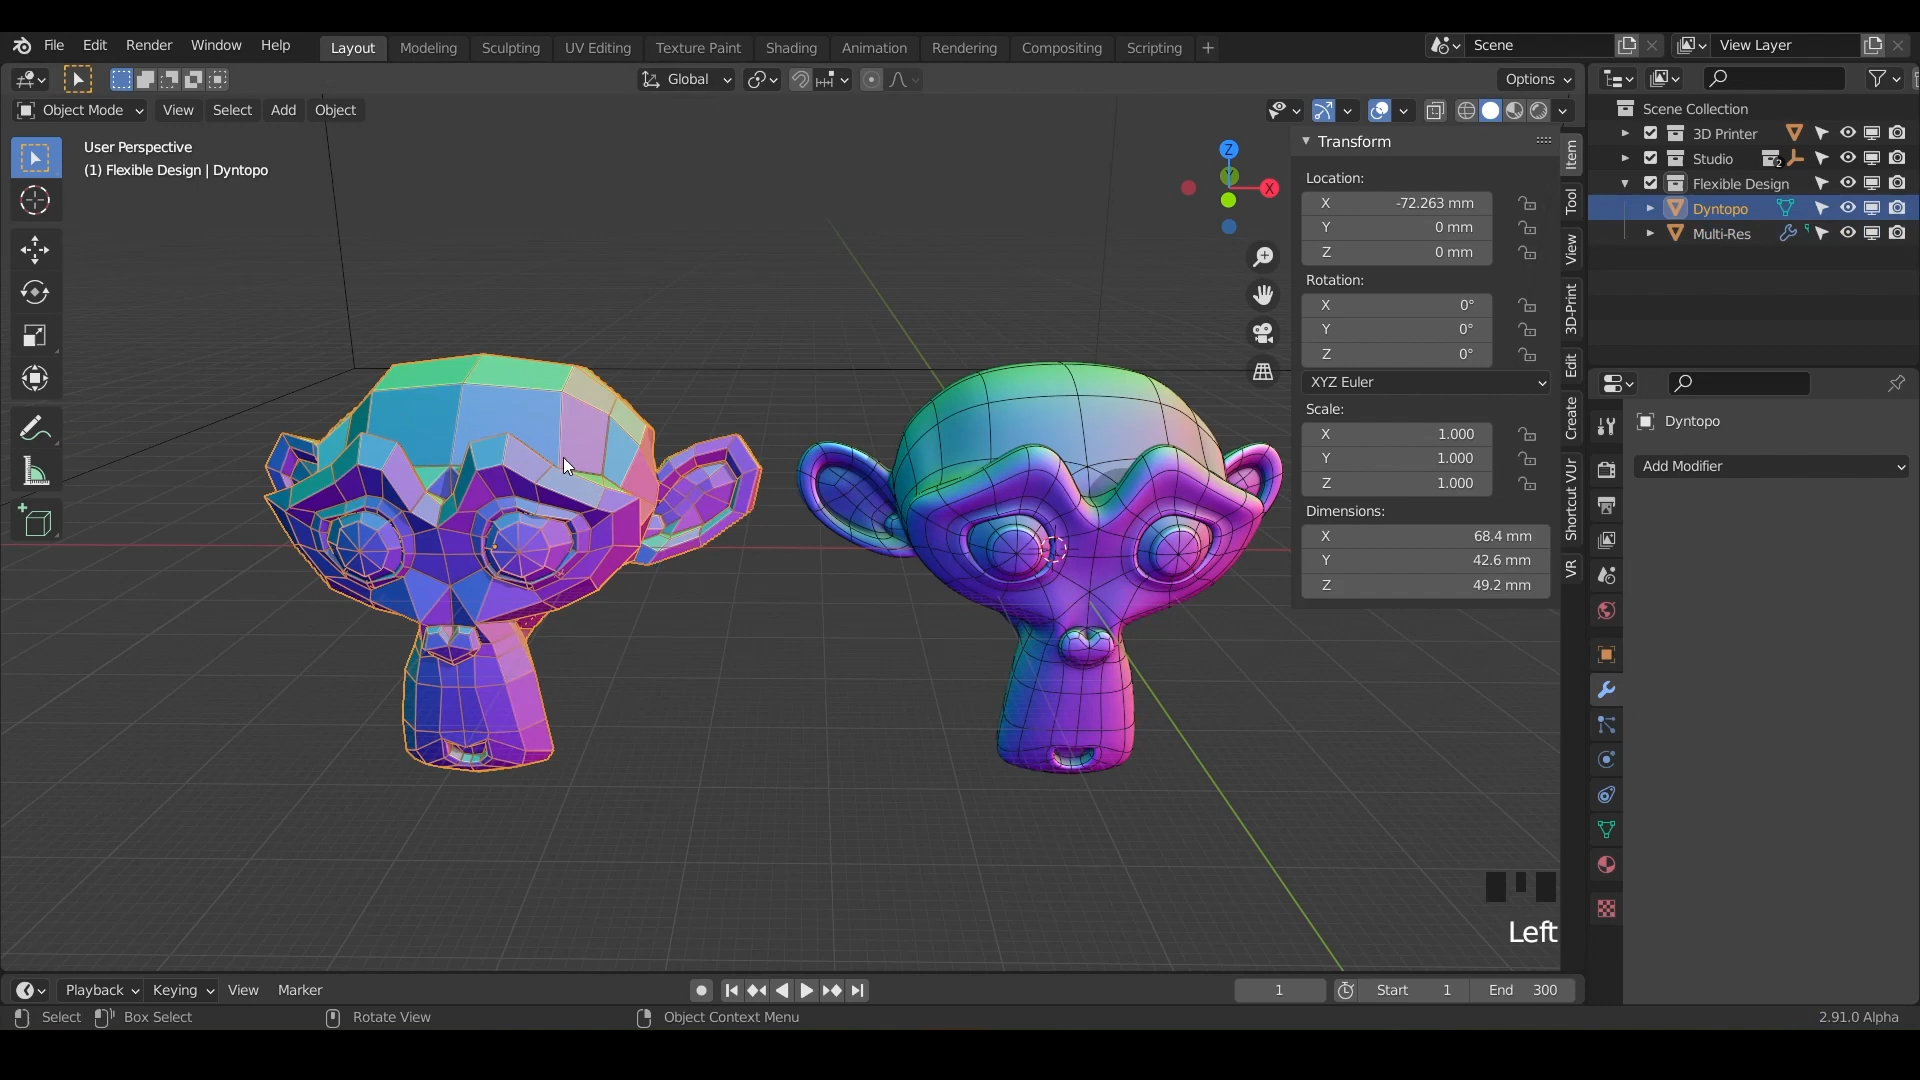 File Edit Render Window Help
Layout Modeling Sculpting UV Editing Texture Paint Shading Animation Rendering Compositing Scripting +
Scene
View Layer
Global
Options
Object Mode View Select Add Object
User Perspective
(1) Flexible Design | Dyntopo
Z
Y
X
Transform
Location:
X -72.263 mm
Y 0 mm
Z 0 mm
Rotation:
X 0°
Y 0°
Z 0°
XYZ Euler
Scale:
X 1.000
Y 1.000
Z 1.000
Dimensions:
X 68.4 mm
Y 42.6 mm
Z 49.2 mm
Item
Tool
View
3D-Print
Edit
Create
Shortcut VUr
VR
Scene Collection
3D Printer
Studio 2
Flexible Design
Dyntopo
Multi-Res
Dyntopo
Add Modifier
Left
Playback Keying View Marker
1
Start 1
End 300
Select
Box Select
Rotate View
Object Context Menu
2.91.0 Alpha